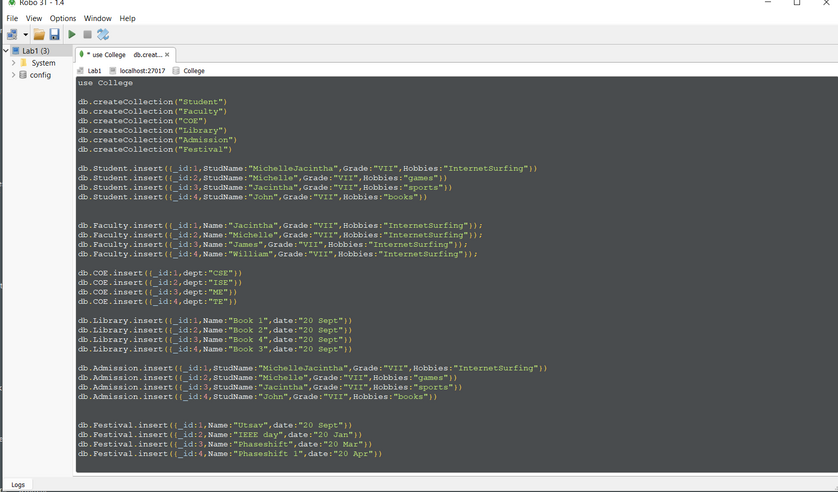 Robo 3T - 1.4
File View Options Window Help
Lab1 (3)
System
config
* use College db.creat...
Lab1 localhost:27017 College
use College
db.createCollection("Student")
db.createCollection("Faculty")
db.createCollection("COE")
db.createCollection("Library")
db.createCollection("Admission")
db.createCollection("Festival")
db.Student.insert({_id:1,StudName:"MichelleJacintha",Grade:"VII",Hobbies:"InternetSurfing"})
db.Student.insert({_id:2,StudName:"Michelle",Grade:"VII",Hobbies:"games"})
db.Student.insert({_id:3,StudName:"Jacintha",Grade:"VII",Hobbies:"sports"})
db.Student.insert({_id:4,StudName:"John",Grade:"VII",Hobbies:"books"})
db.Faculty.insert({_id:1,Name:"Jacintha",Grade:"VII",Hobbies:"InternetSurfing"});
db.Faculty.insert({_id:2,Name:"Michelle",Grade:"VII",Hobbies:"InternetSurfing"});
db.Faculty.insert({_id:3,Name:"James",Grade:"VII",Hobbies:"InternetSurfing"});
db.Faculty.insert({_id:4,Name:"William",Grade:"VII",Hobbies:"InternetSurfing"});
db.COE.insert({_id:1,dept:"CSE"})
db.COE.insert({_id:2,dept:"ISE"})
db.COE.insert({_id:3,dept:"ME"})
db.COE.insert({_id:4,dept:"TE"})
db.Library.insert({_id:1,Name:"Book 1",date:"20 Sept"})
db.Library.insert({_id:2,Name:"Book 2",date:"20 Sept"})
db.Library.insert({_id:3,Name:"Book 4",date:"20 Sept"})
db.Library.insert({_id:4,Name:"Book 3",date:"20 Sept"})
db.Admission.insert({_id:1,StudName:"MichelleJacintha",Grade:"VII",Hobbies:"InternetSurfing"})
db.Admission.insert({_id:2,StudName:"Michelle",Grade:"VII",Hobbies:"games"})
db.Admission.insert({_id:3,StudName:"Jacintha",Grade:"VII",Hobbies:"sports"})
db.Admission.insert({_id:4,StudName:"John",Grade:"VII",Hobbies:"books"})
db.Festival.insert({_id:1,Name:"Utsav",date:"20 Sept"})
db.Festival.insert({_id:2,Name:"IEEE day",date:"20 Jan"})
db.Festival.insert({_id:3,Name:"Phaseshift",date:"20 Mar"})
db.Festival.insert({_id:4,Name:"Phaseshift 1",date:"20 Apr"})
Logs